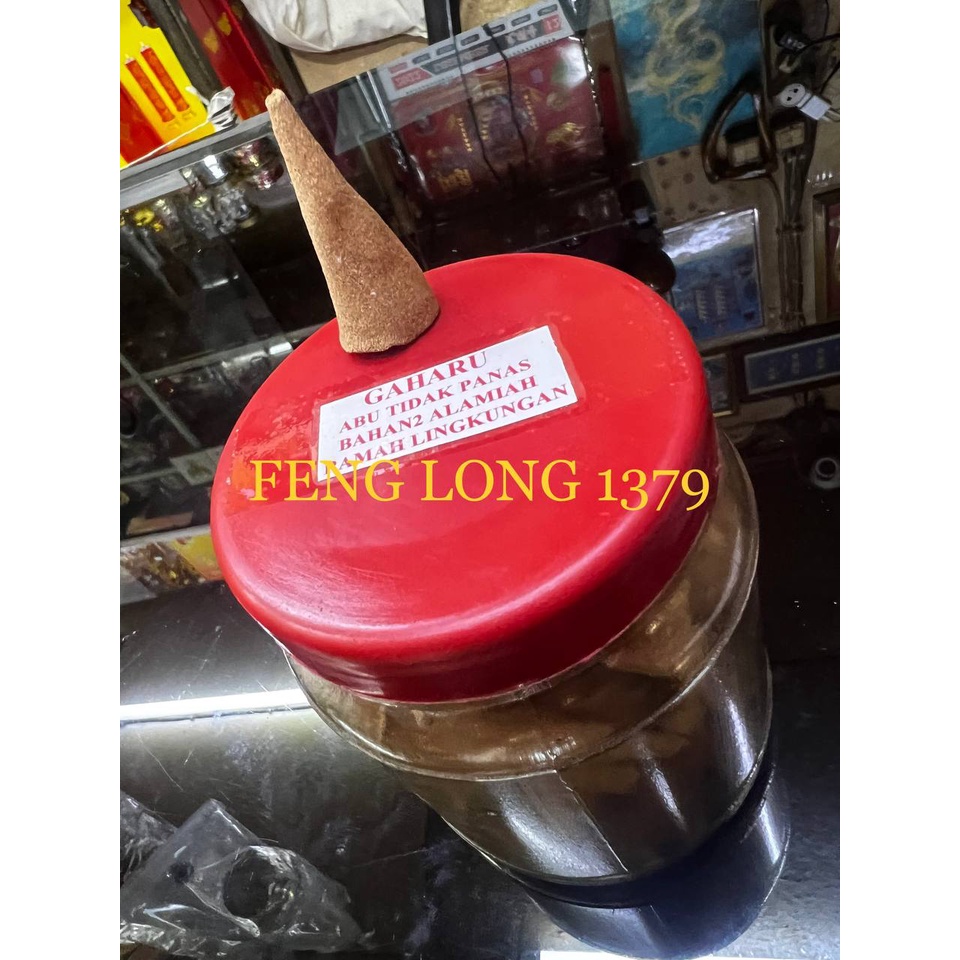 GAHARU
ABU TIDAK PANAS
BAHAN2 ALAMIAH
AMAH LINGKUNGAN
FENG LONG 1379